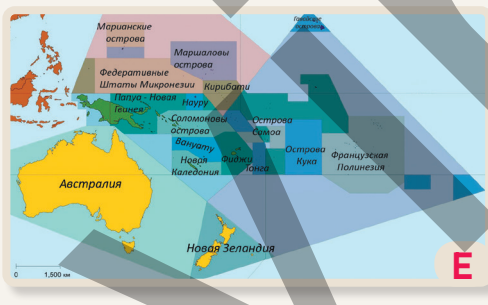 Марианские
острова
Маршаловы
острова
Федеративные
Штаты Микронезии
Кирибати
Папуа - Новая
Гвинея
Науру
Соломоновы
острова
Острова
Самоа
Вануату
Новая
Каледония
Фиджи
Тонга
Острова
Кука
Французская
Полинезия
Австралия
Новая Зеландия
0 1,500 км
E